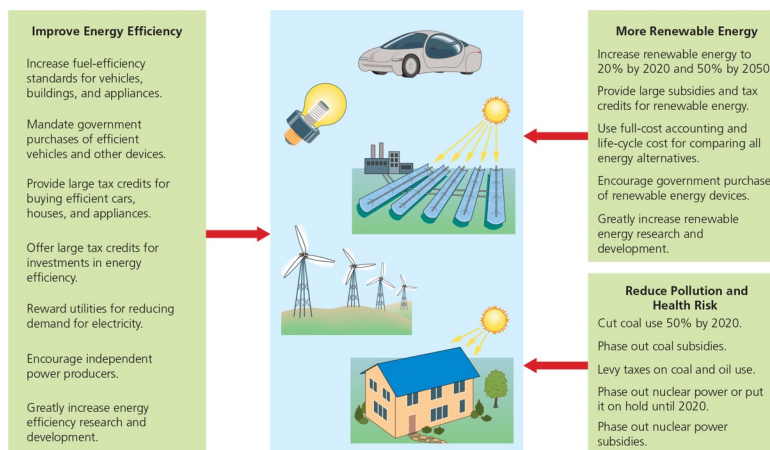 Improve Energy Efficiency
Increase fuel-efficiency
standards for vehicles,
buildings, and appliances.
Mandate government
purchases of efficient
vehicles and other devices.
Provide large tax credits for
buying efficient cars,
houses, and appliances.
Offer large tax credits for
investments in energy
efficiency.
Reward utilities for reducing
demand for electricity.
Encourage independent
power producers.
Greatly increase energy
efficiency research and
development.
More Renewable Energy
Increase renewable energy to
20% by 2020 and 50% by 2050
Provide large subsidies and tax
credits for renewable energy.
Use full-cost accounting and
life-cycle cost for comparing all
energy alternatives.
Encourage government purchase
of renewable energy devices.
Greatly increase renewable
energy research and
development.
Reduce Pollution and
Health Risk
Cut coal use 50% by 2020.
Phase out coal subsidies.
Levy taxes on coal and oil use.
Phase out nuclear power or put
it on hold until 2020.
Phase out nuclear power
subsidies.